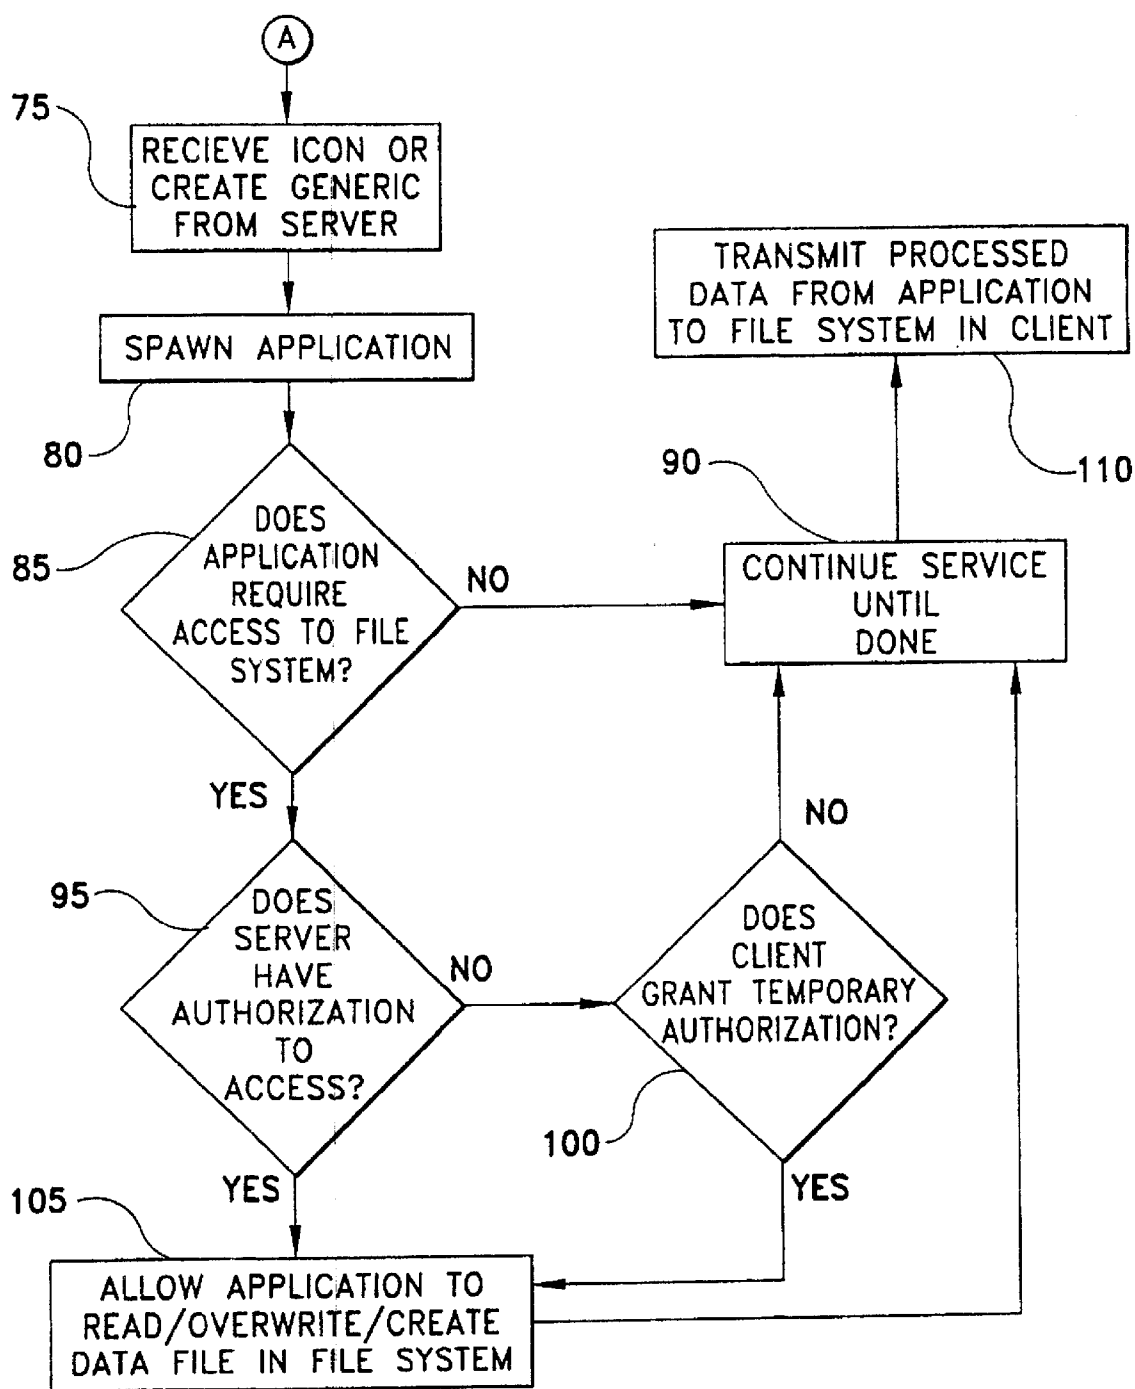 A
75
RECIEVE ICON OR
CREATE GENERIC
FROM SERVER
SPAWN APPLICATION
80
DOES
APPLICATION
REQUIRE
ACCESS TO FILE
SYSTEM?
85
NO
YES
TRANSMIT PROCESSED
DATA FROM APPLICATION
TO FILE SYSTEM IN CLIENT
110
90
CONTINUE SERVICE
UNTIL
DONE
95
DOES
SERVER
HAVE
AUTHORIZATION
TO
ACCESS?
NO
YES
DOES
CLIENT
GRANT TEMPORARY
AUTHORIZATION?
100
NO
YES
105
ALLOW APPLICATION TO
READ/OVERWRITE/CREATE
DATA FILE IN FILE SYSTEM